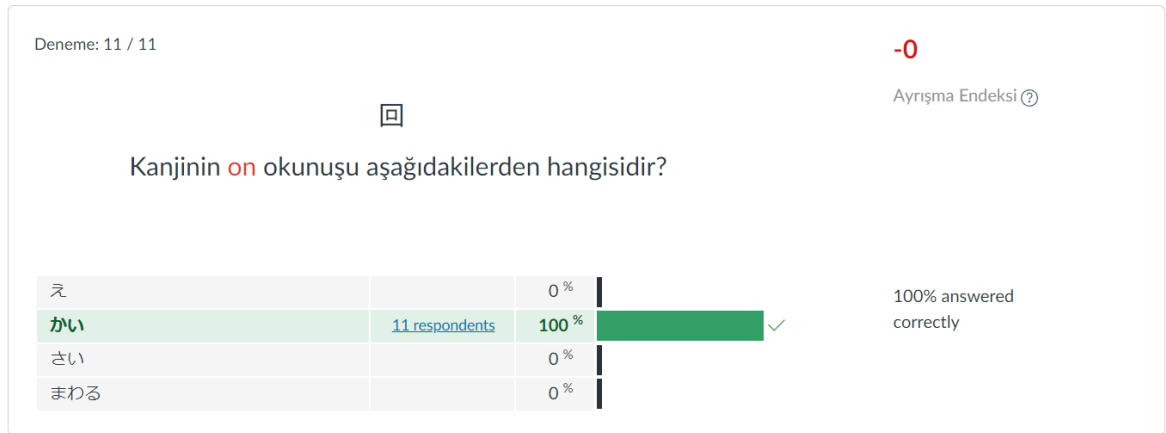 Deneme: 11 / 11
-0
Ayrışma Endeksi ?
回
Kanjinin on okunuşu aşağıdakilerden hangisidir?
え 0 %
かい 11 respondents 100 %
さい 0 %
まわる 0 %
100% answered
correctly